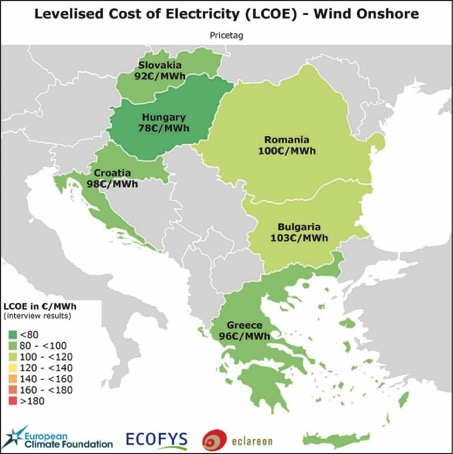 Levelised Cost of Electricity (LCOE) - Wind Onshore
Pricetag
Slovakia
92€/MWh
Hungary
78€/MWh
Romania
100€/MWh
Croatia
98€/MWh
Bulgaria
103€/MWh
Greece
96€/MWh
LCOE in €/MWh
(interview results)
<80
80 - <100
100 - <120
120 - <140
140 - <160
160 - <180
>180
European
Climate Foundation
ECOFYS
eclareon